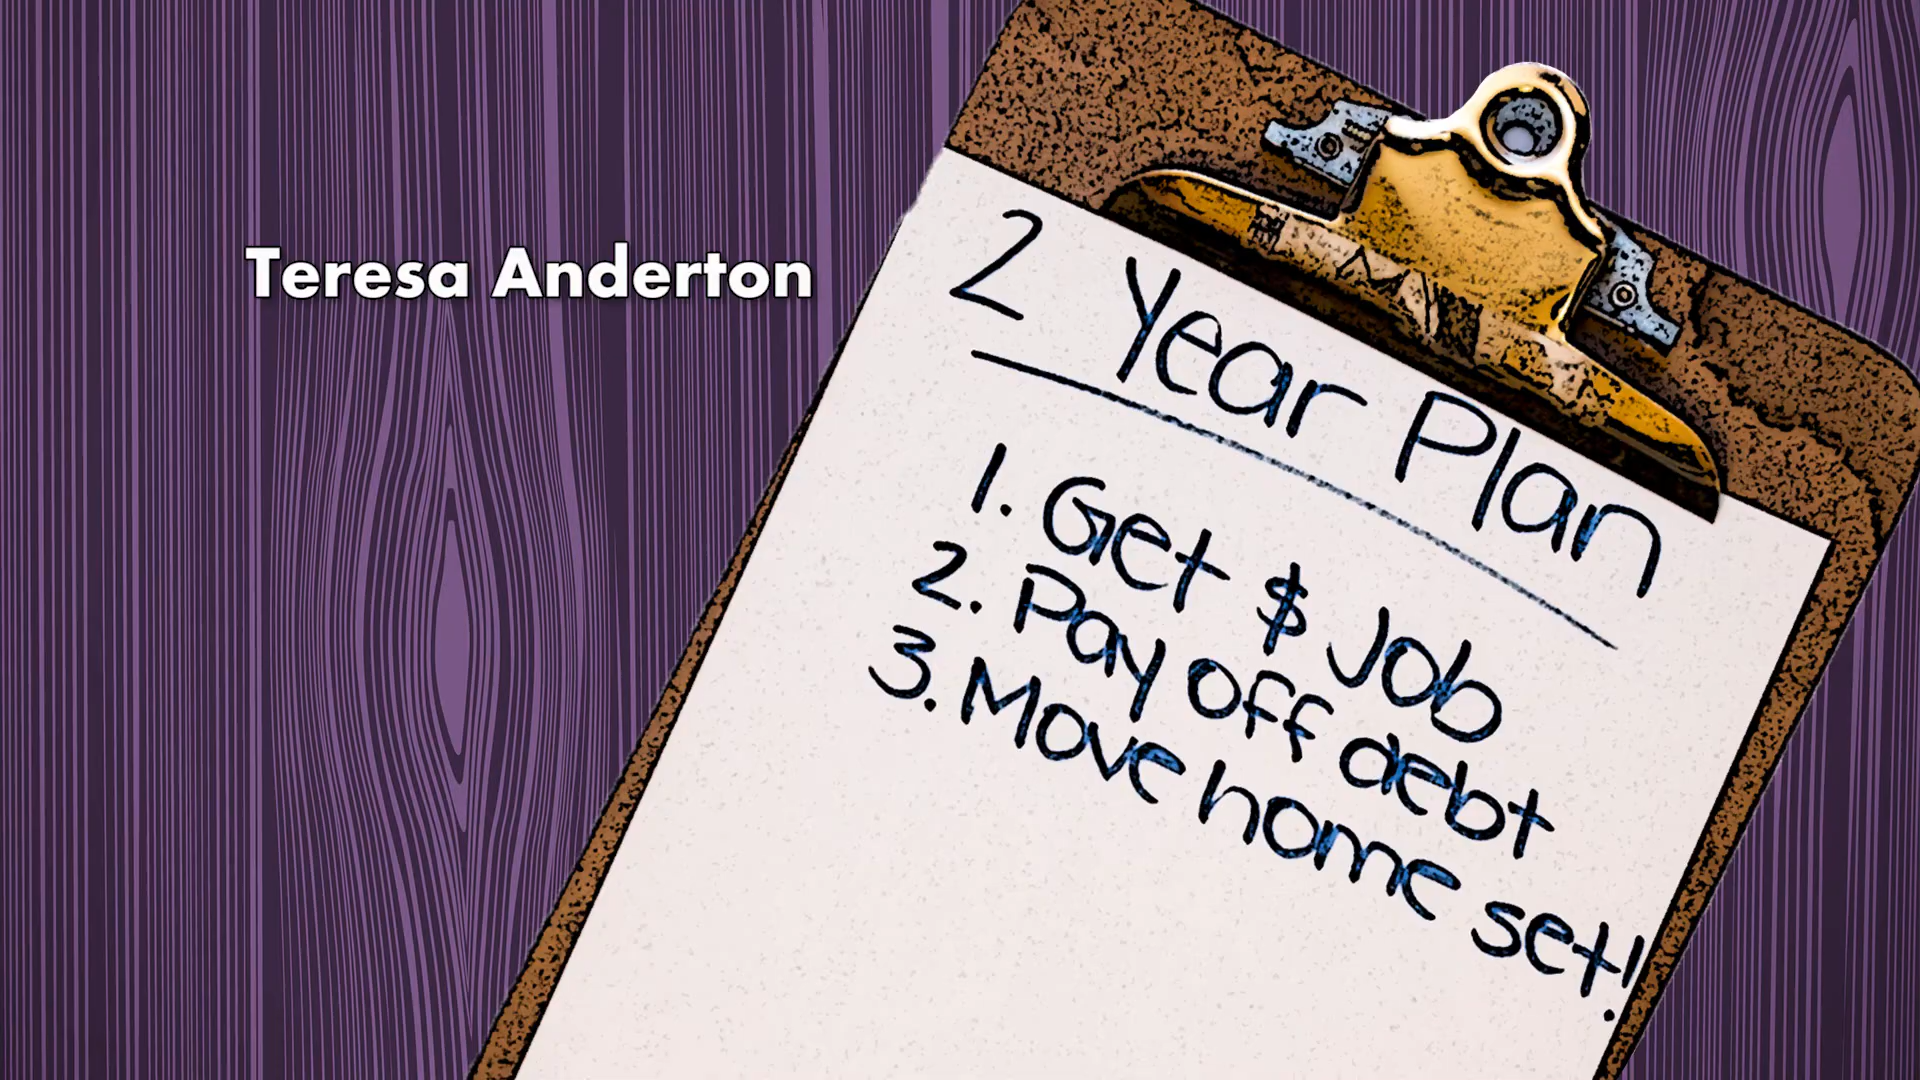 Teresa Anderton
2 Year Plan
1. Get $ Job
2. Pay off debt
3. Move home set!